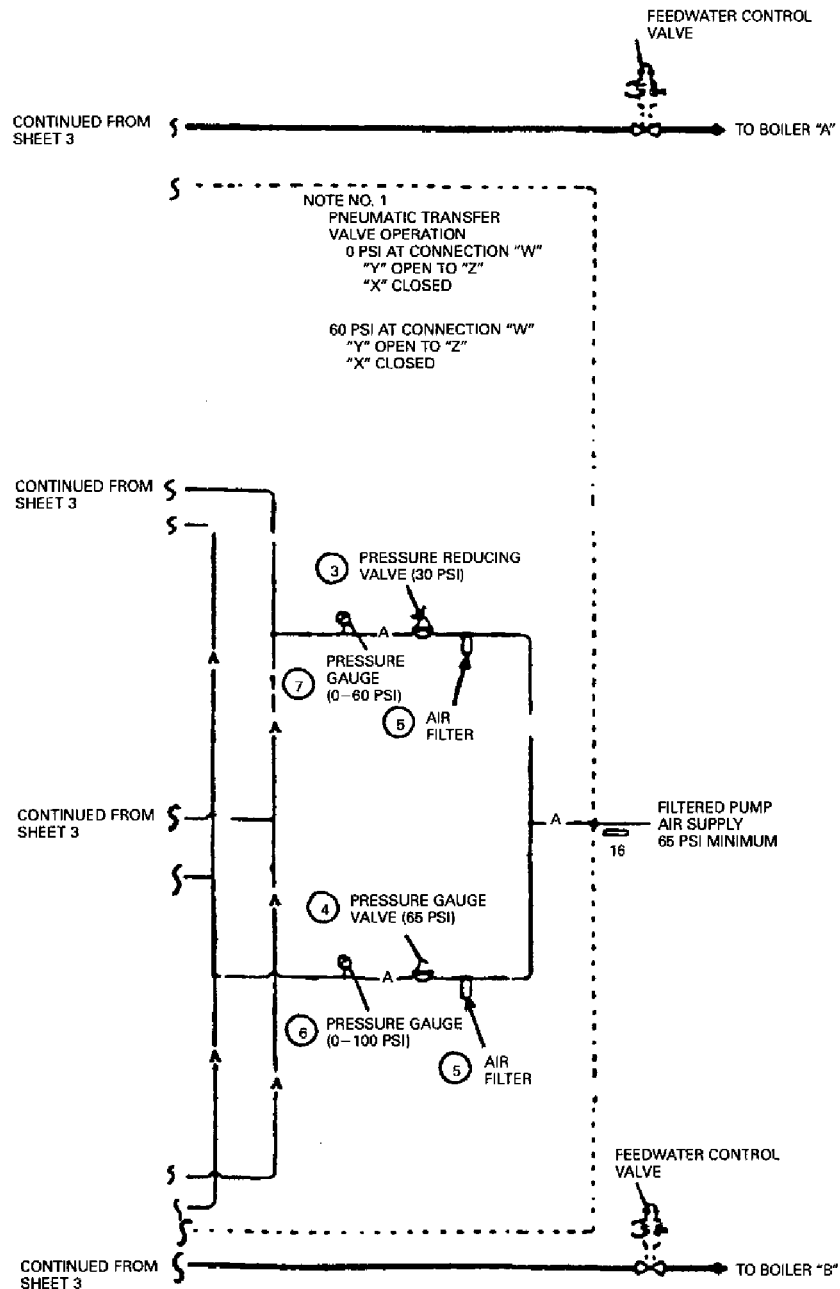 FEEDWATER CONTROL
VALVE
CONTINUED FROM
SHEET 3
TO BOILER "A"
NOTE NO. 1
PNEUMATIC TRANSFER
VALVE OPERATION
0 PSI AT CONNECTION "W"
"Y" OPEN TO "Z"
"X" CLOSED
60 PSI AT CONNECTION "W"
"Y" OPEN TO "Z"
"X" CLOSED
CONTINUED FROM
SHEET 3
3
PRESSURE REDUCING
VALVE (30 PSI)
A
A
7
PRESSURE
GAUGE
(0–60 PSI)
5
AIR
FILTER
A
CONTINUED FROM
SHEET 3
A
FILTERED PUMP
AIR SUPPLY
65 PSI MINIMUM
16
4
PRESSURE GAUGE
VALVE (65 PSI)
A
A
6
PRESSURE GAUGE
(0–100 PSI)
5
AIR
FILTER
A
A
FEEDWATER CONTROL
VALVE
CONTINUED FROM
SHEET 3
TO BOILER "B"